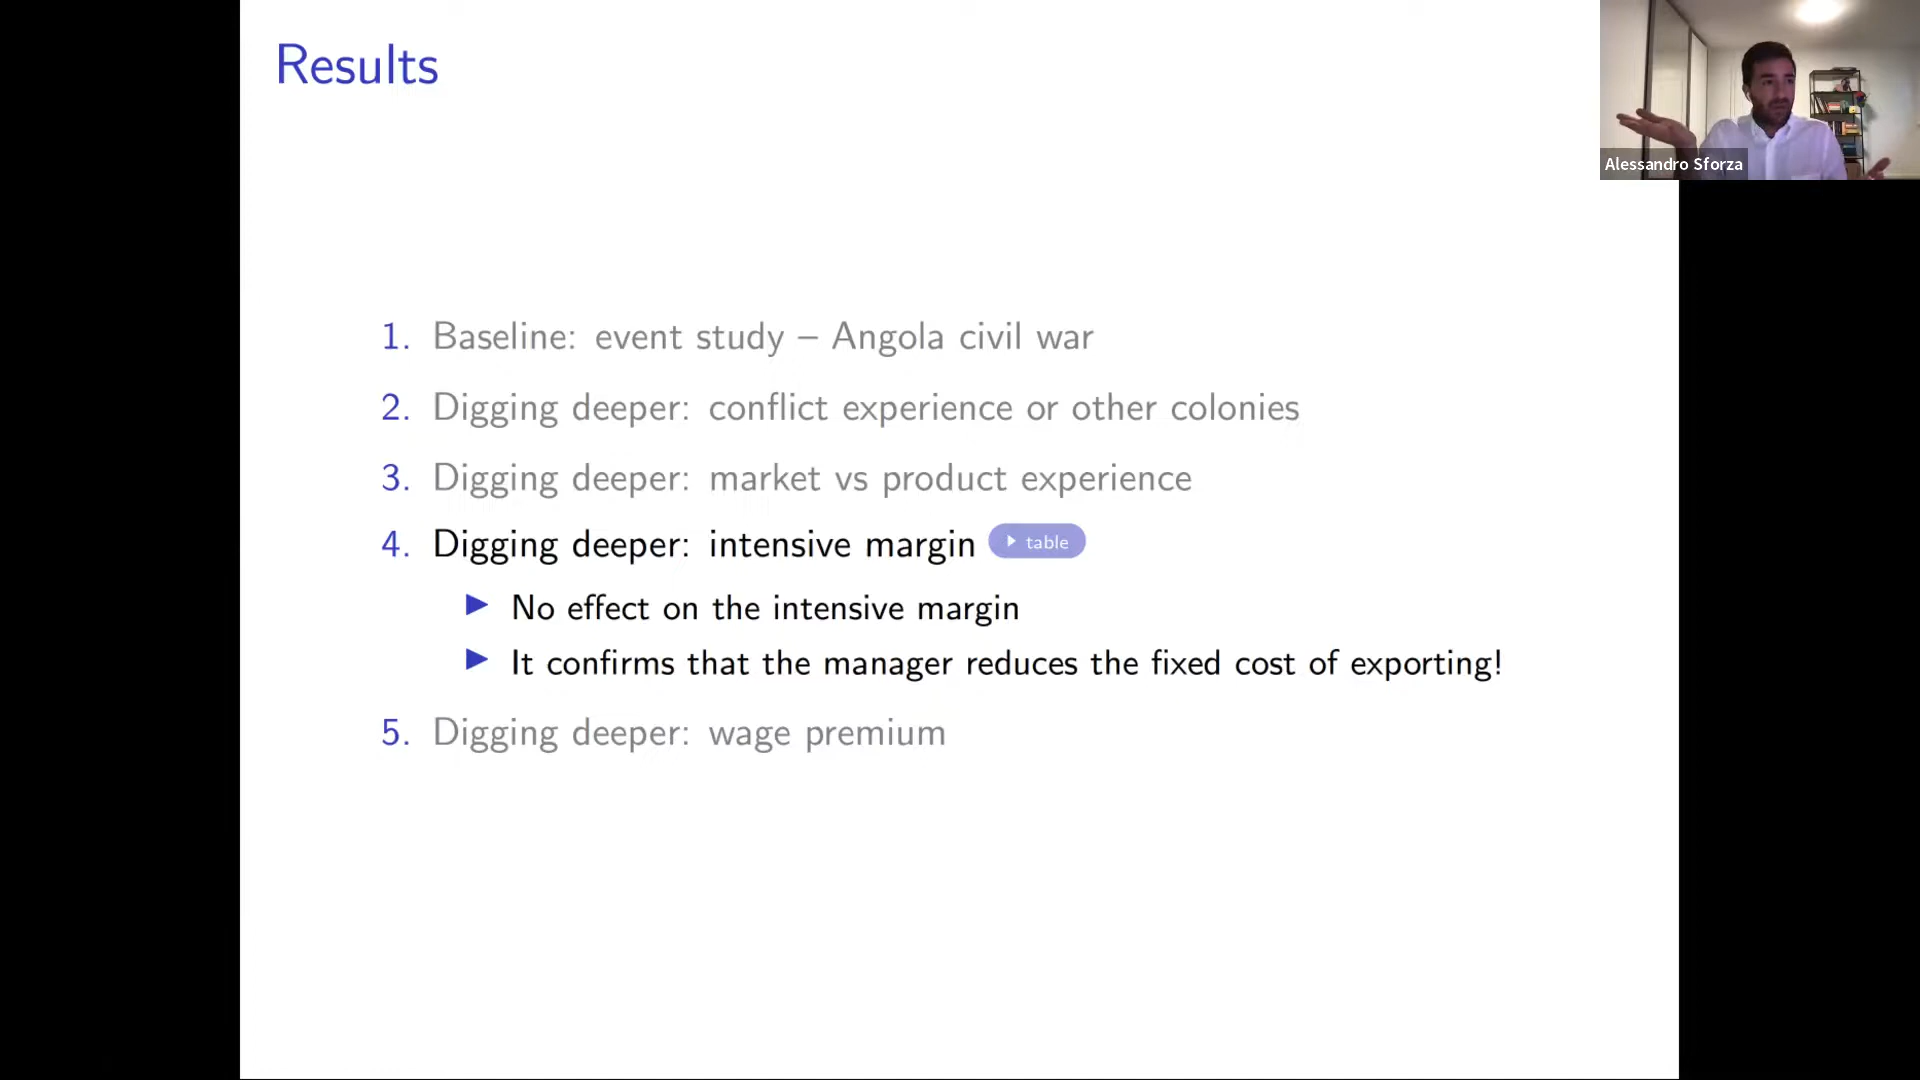 Results
Alessandro Sforza
1. Baseline: event study – Angola civil war
2. Digging deeper: conflict experience or other colonies
3. Digging deeper: market vs product experience
4. Digging deeper: intensive margin table
No effect on the intensive margin
It confirms that the manager reduces the fixed cost of exporting!
5. Digging deeper: wage premium